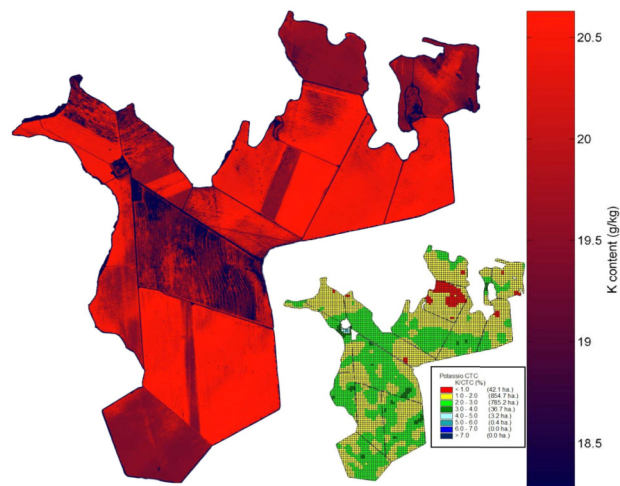 20.5
20
19.5
19
18.5
K content (g/kg)
Potassio CTC
K/CTC (%)
< 1.0 (42.1 ha.)
1.0 - 2.0 (854.7 ha.)
2.0 - 3.0 (785.2 ha.)
3.0 - 4.0 (36.7 ha.)
4.0 - 5.0 (3.2 ha.)
5.0 - 6.0 (0.4 ha.)
6.0 - 7.0 (0.0 ha.)
> 7.0 (0.0 ha.)